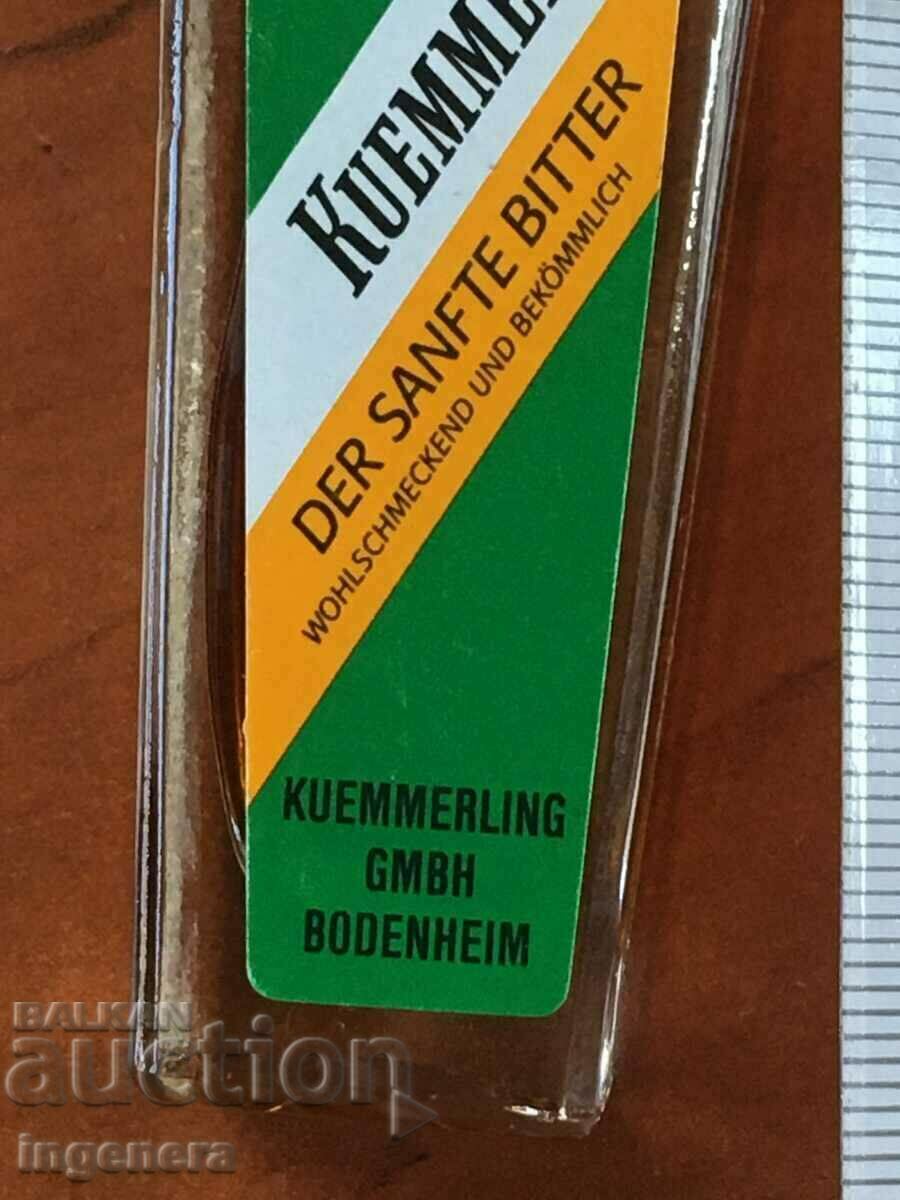 KUEMME
DER SANFTE BITTER
WOHLSCHMECKEND UND BEKÖMMLICH
KUEMMERLING
GMBH
BODENHEIM
BALKAN
auction
ingenera